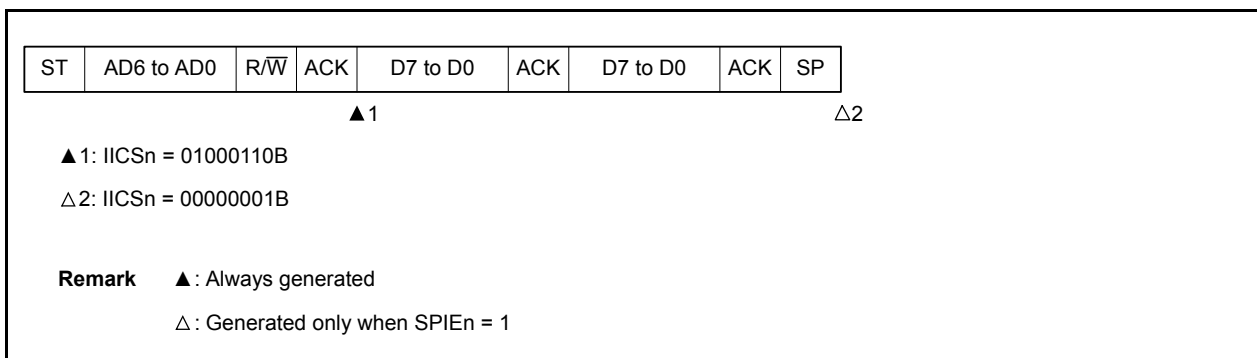 ST AD6 to AD0 R/W̅ ACK D7 to D0 ACK D7 to D0 ACK SP
▲1 △2
▲1: IICSn = 01000110B
△2: IICSn = 00000001B
Remark ▲: Always generated
△: Generated only when SPIEn = 1